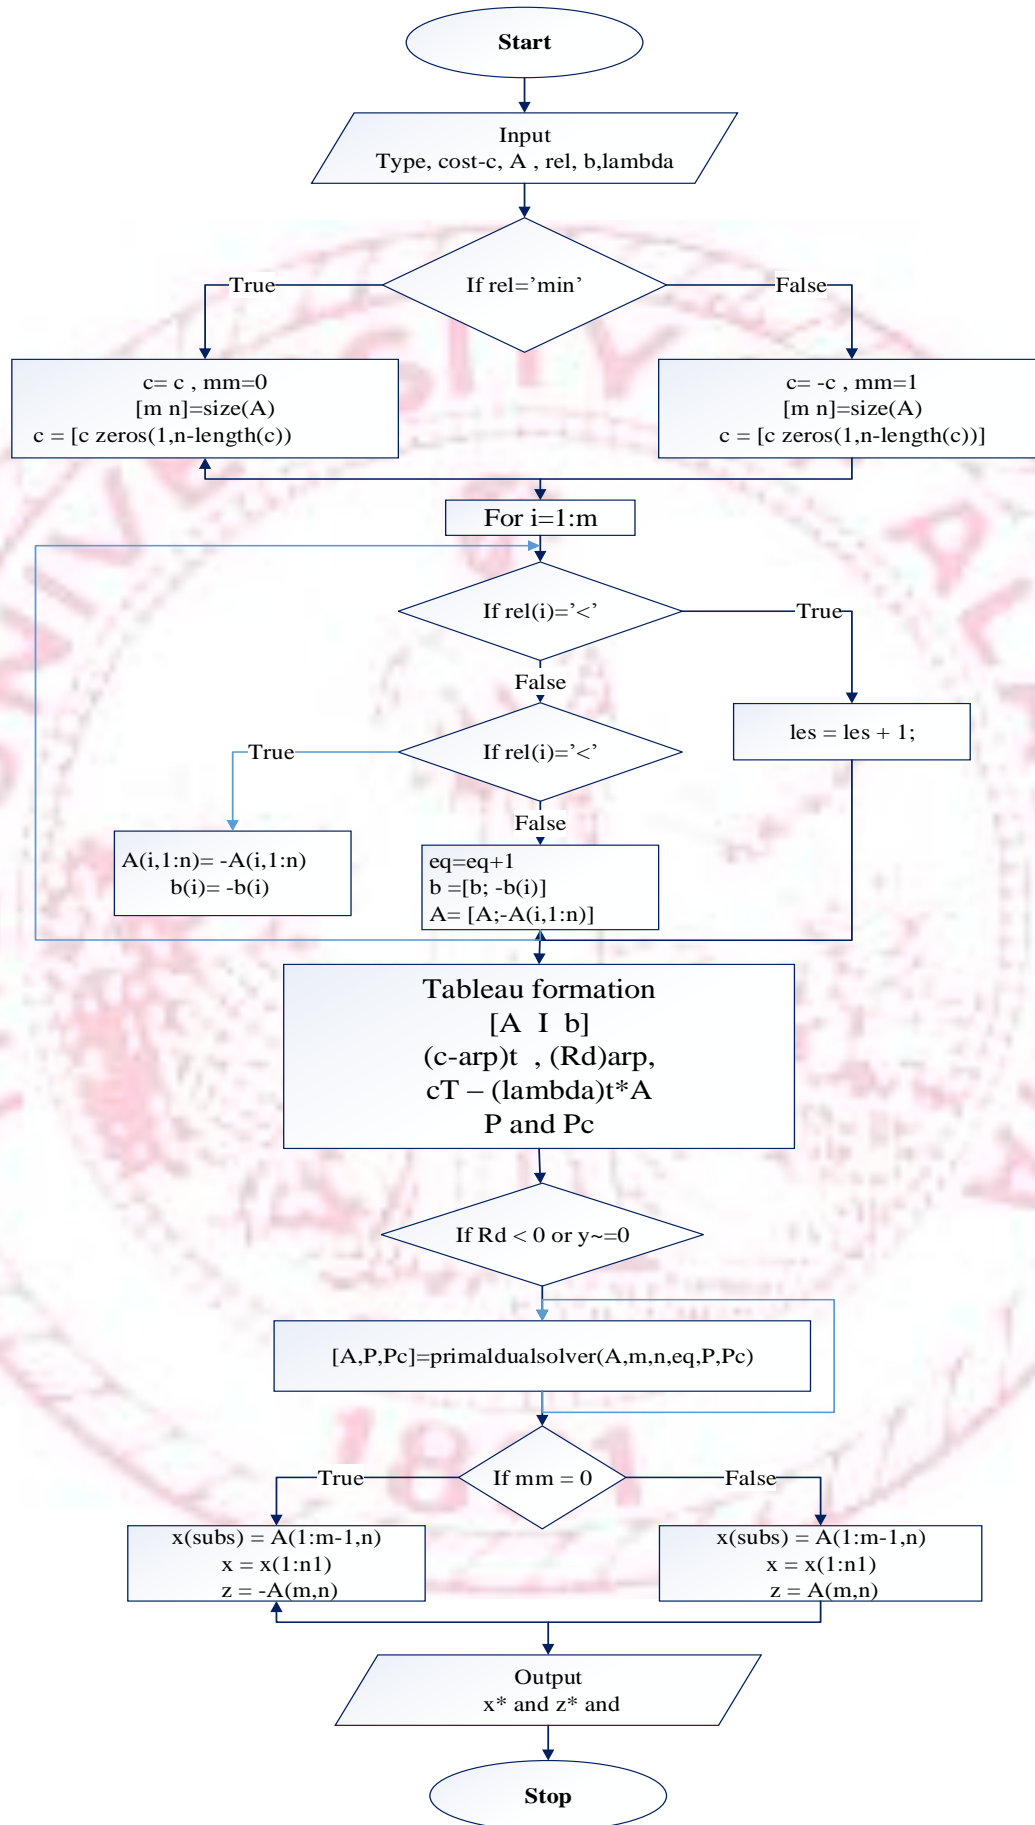 Start
Input
Type, cost-c, A , rel, b,lambda
If rel='min'
True
False
c= c , mm=0
[m n]=size(A)
c = [c zeros(1,n-length(c))
c= -c , mm=1
[m n]=size(A)
c = [c zeros(1,n-length(c))]
For i=1:m
If rel(i)='<'
True
False
les = les + 1;
If rel(i)='<'
True
False
A(i,1:n)= -A(i,1:n)
b(i)= -b(i)
eq=eq+1
b =[b; -b(i)]
A= [A;-A(i,1:n)]
Tableau formation
[A I b]
(c-arp)t , (Rd)arp,
cT – (lambda)t*A
P and Pc
If Rd < 0 or y~=0
[A,P,Pc]=primaldualsolver(A,m,n,eq,P,Pc)
If mm = 0
True
False
x(subs) = A(1:m-1,n)
x = x(1:n1)
z = -A(m,n)
x(subs) = A(1:m-1,n)
x = x(1:n1)
z = A(m,n)
Output
x* and z* and
Stop